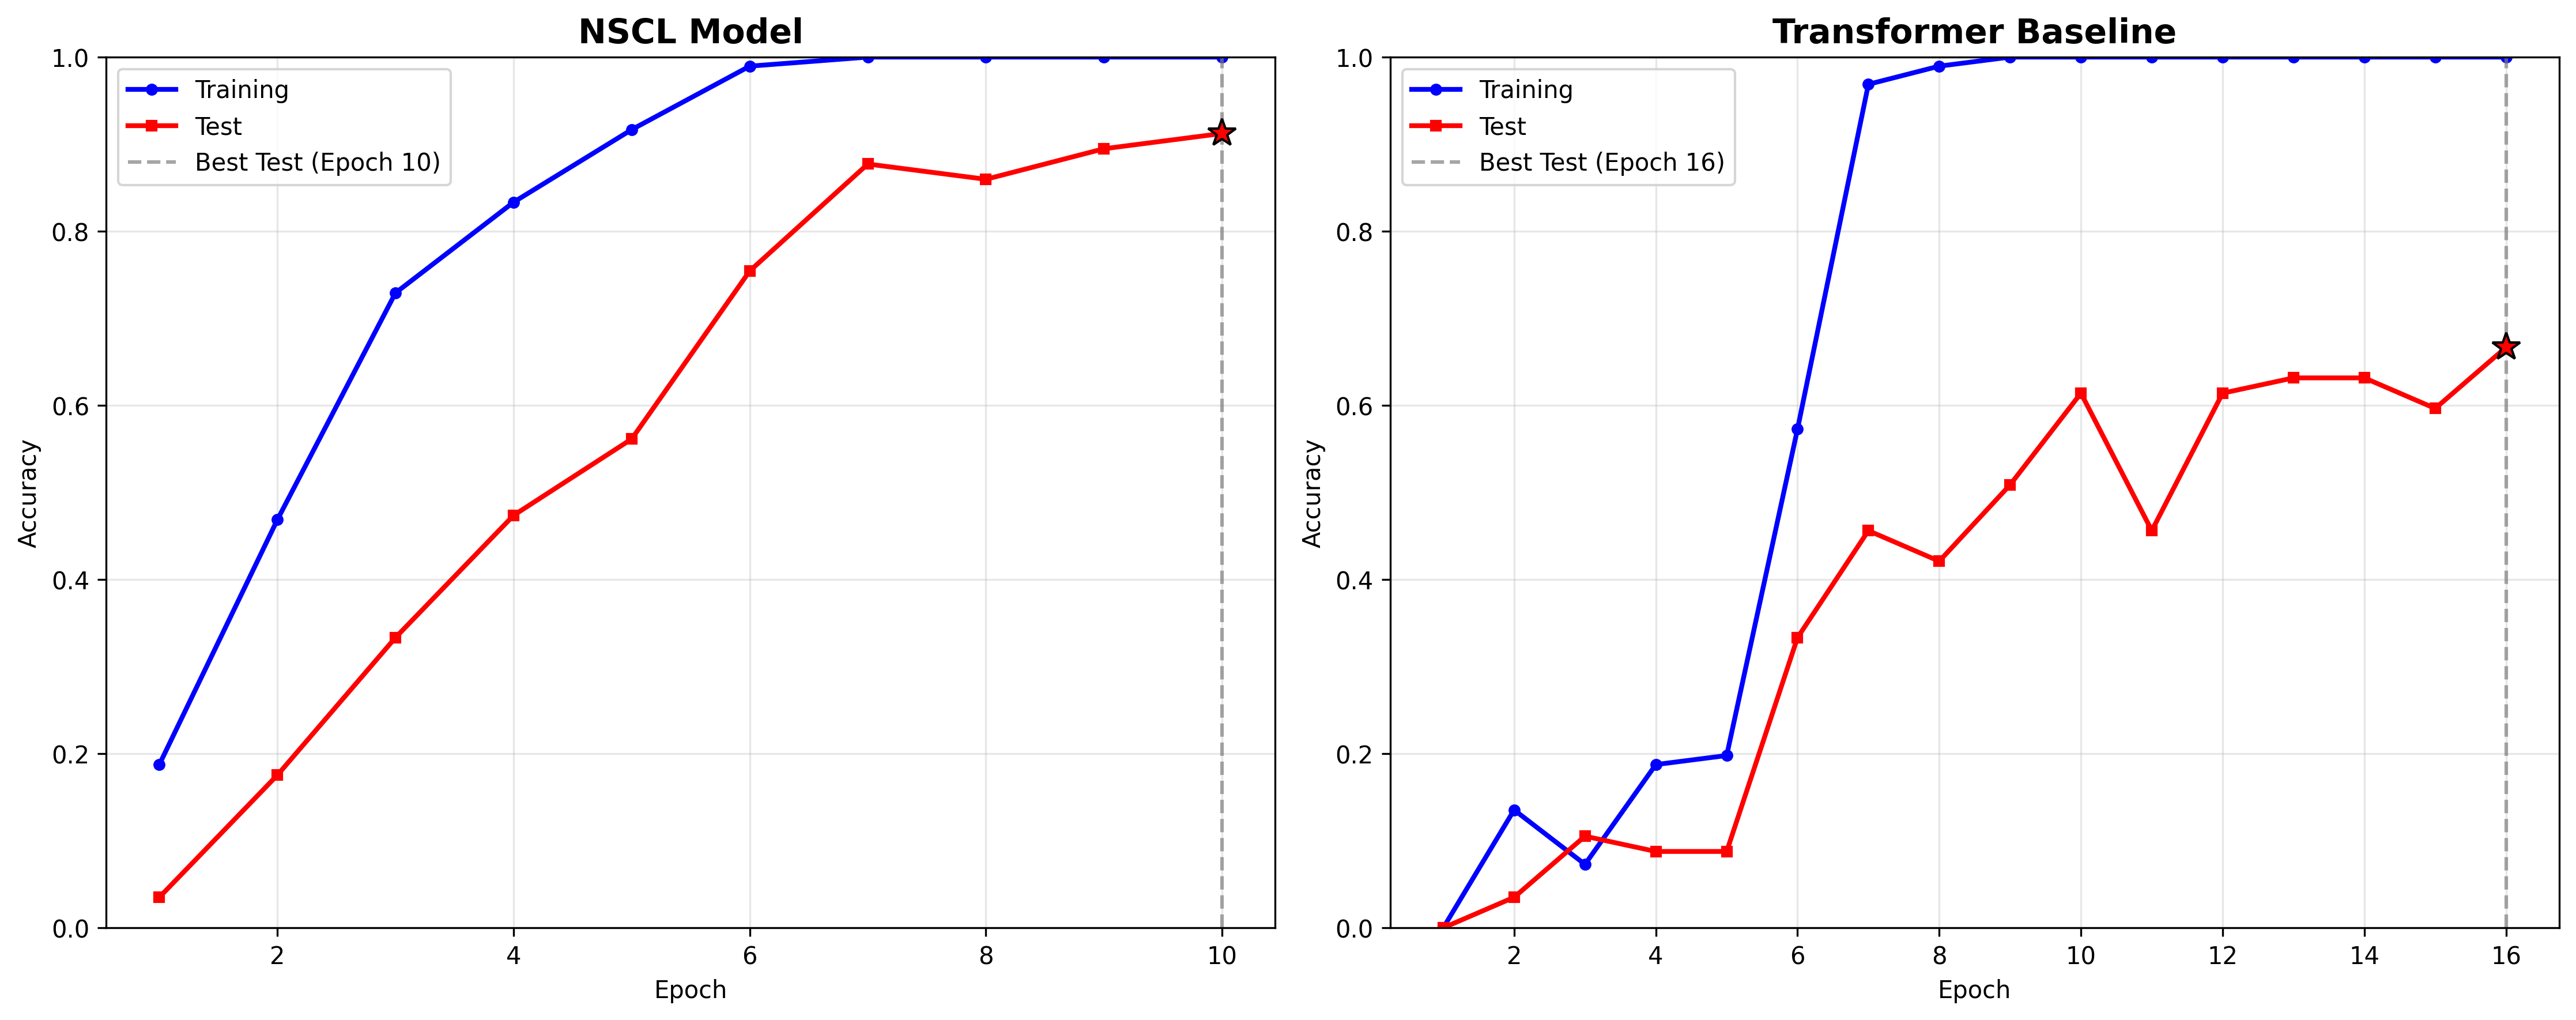 NSCL Model
1.0
0.8
0.6
0.4
0.2
0.0
Accuracy
Training
Test
Best Test (Epoch 10)
2 4 6 8 10
Epoch
Transformer Baseline
1.0
0.8
0.6
0.4
0.2
0.0
Accuracy
Training
Test
Best Test (Epoch 16)
2 4 6 8 10 12 14 16
Epoch